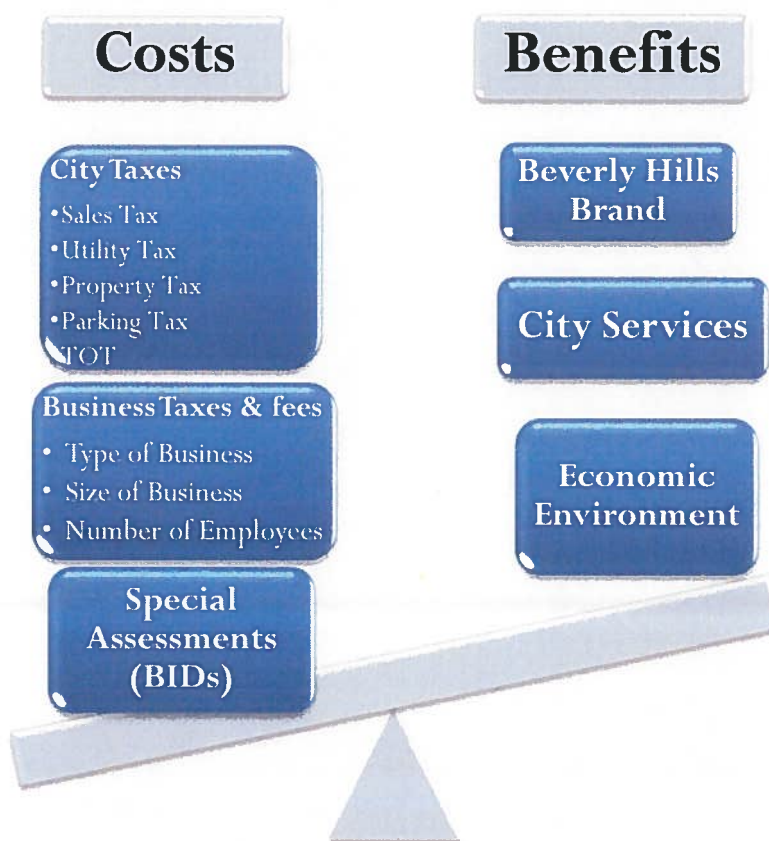 Costs
City Taxes
•Sales Tax
•Utility Tax
•Property Tax
•Parking Tax
TOT
Business Taxes & fees
• Type of Business
• Size of Business
• Number of Employees
Special
Assessments
(BIDs)
Benefits
Beverly Hills
Brand
City Services
Economic
Environment